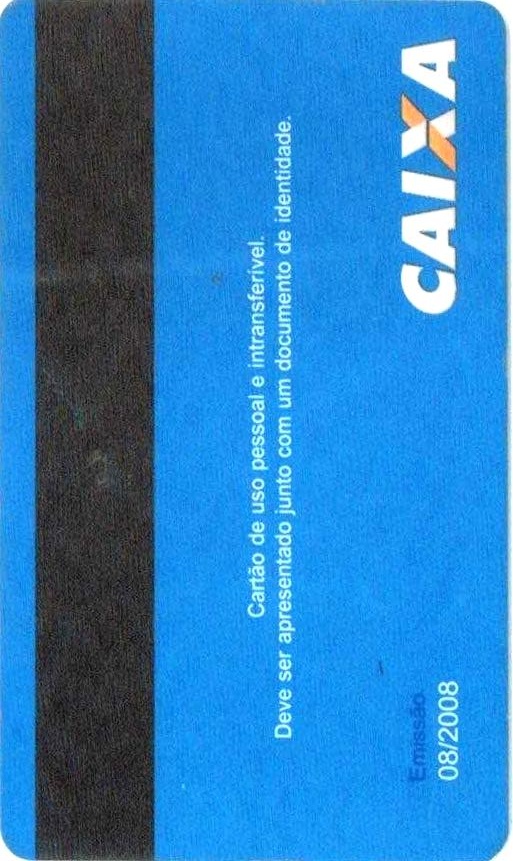 Cartão de uso pessoal e intransferível.
Deve ser apresentado junto com um documento de identidade.
Emissão
08/2008
CAIXA